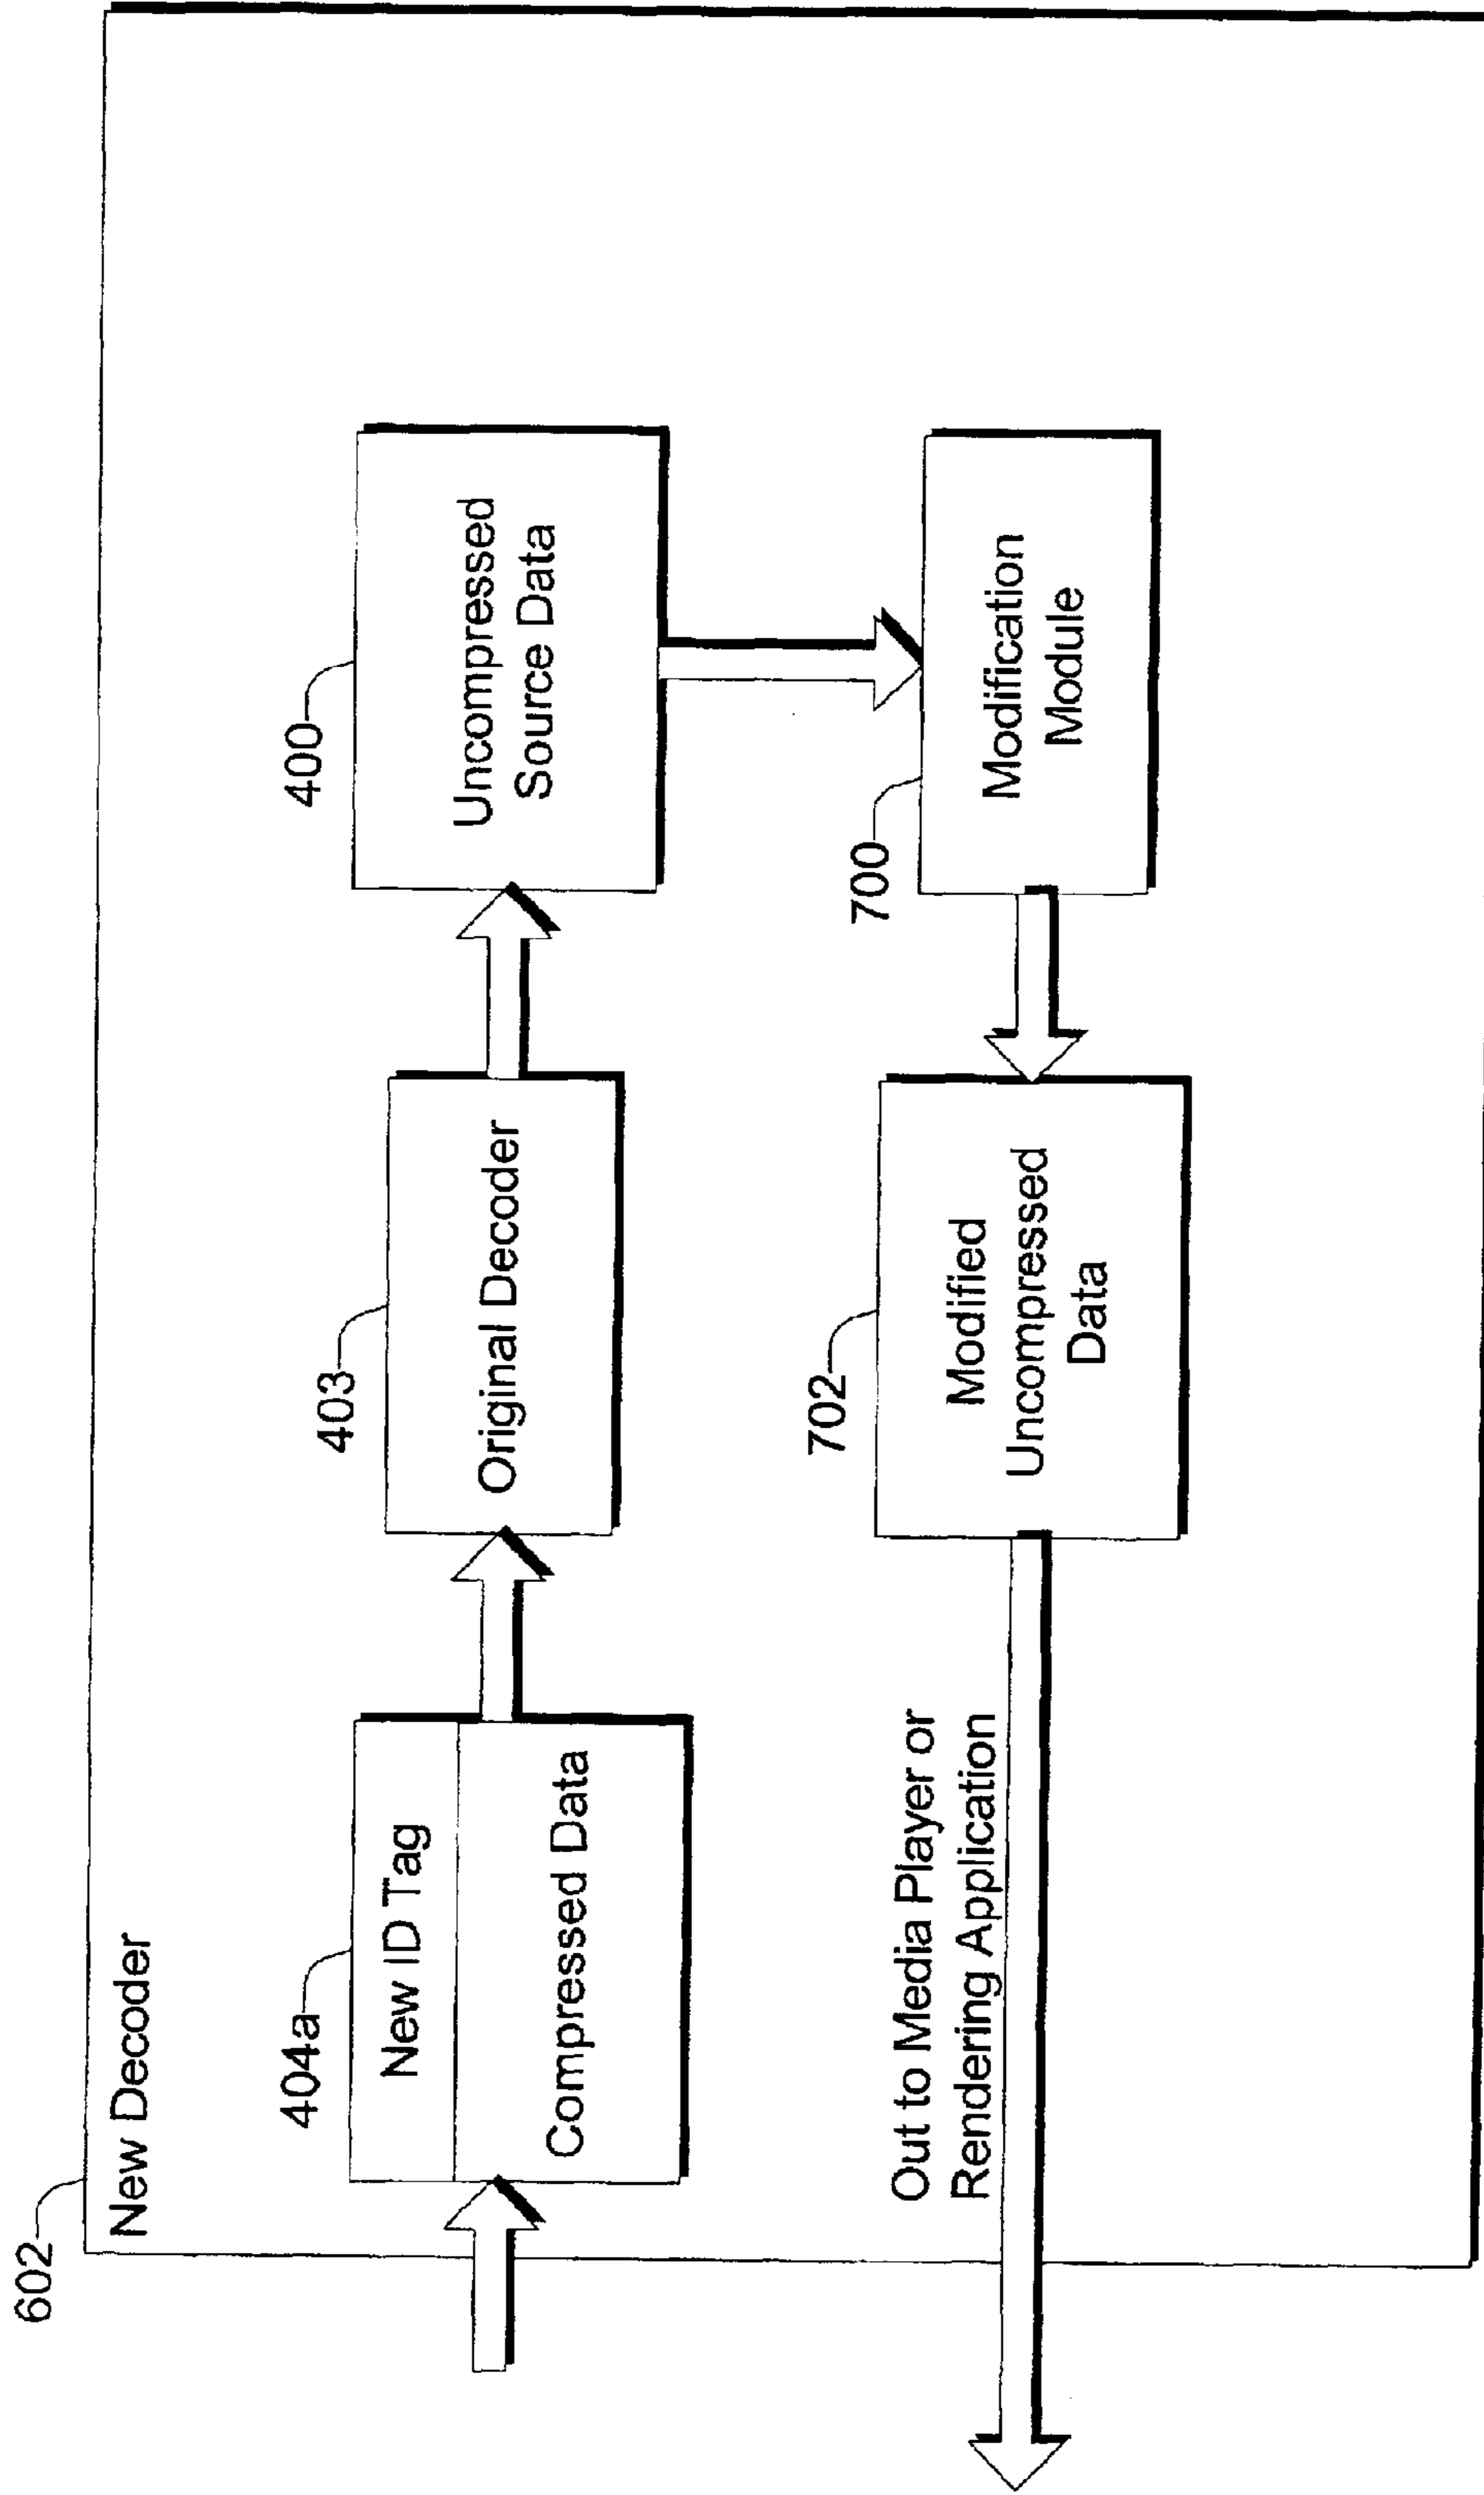 602
New Decoder
404a
New ID Tag
Compressed Data
403
Original Decoder
400
Uncompressed
Source Data
700
Modification
Module
702
Modified
Uncompressed
Data
Out to Media Player or
Rendering Application